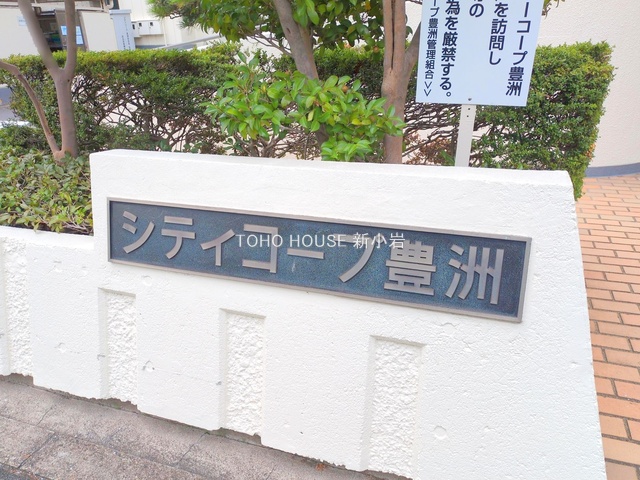 ーコープ豊洲
を訪問し
の
為を厳禁する。
ープ豊洲管理組合＞＞
TOHO HOUSE 新小岩
シティコープ豊洲